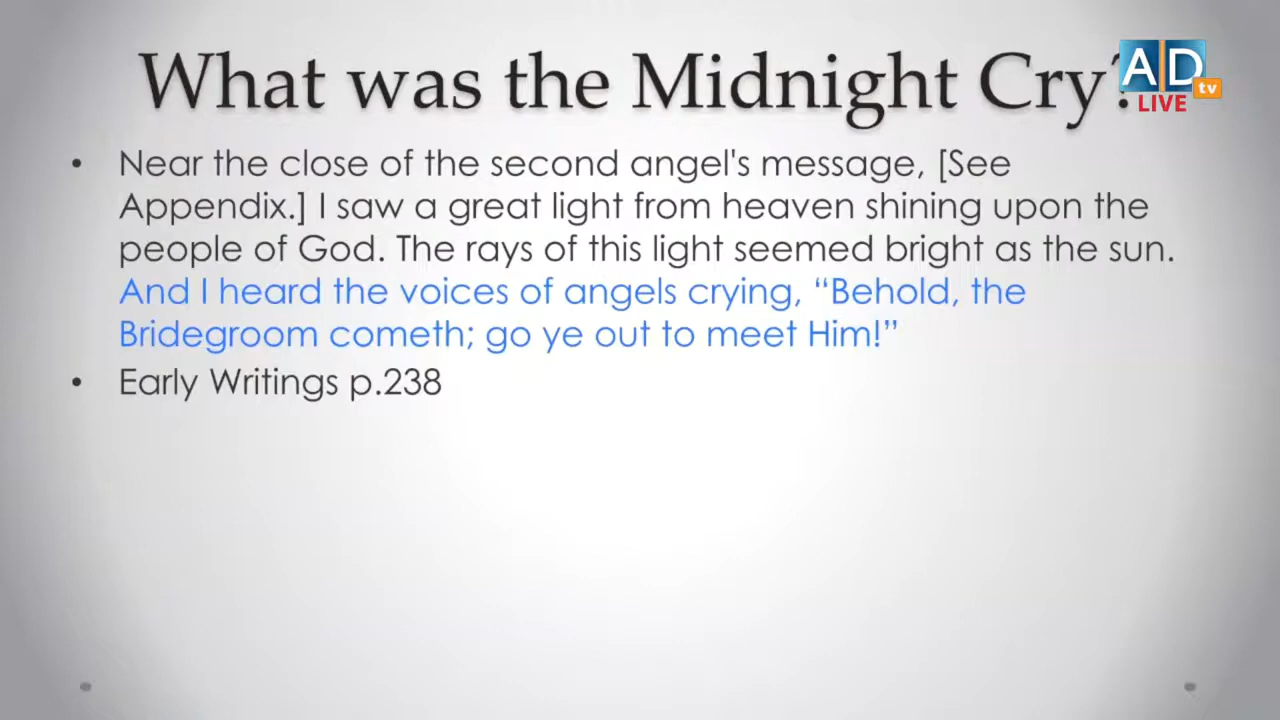 What was the Midnight Cry?
AD
tv
LIVE
• Near the close of the second angel's message, [See
Appendix.] I saw a great light from heaven shining upon the
people of God. The rays of this light seemed bright as the sun.
And I heard the voices of angels crying, “Behold, the
Bridegroom cometh; go ye out to meet Him!”
• Early Writings p.238